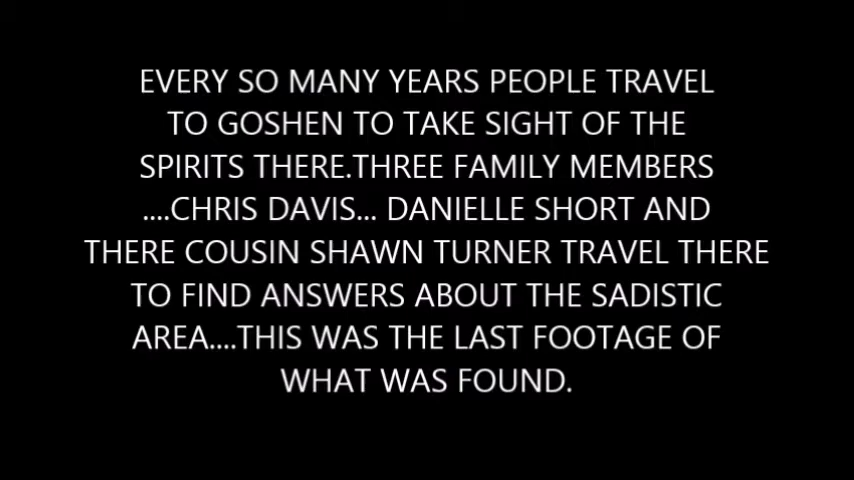 EVERY SO MANY YEARS PEOPLE TRAVEL
TO GOSHEN TO TAKE SIGHT OF THE
SPIRITS THERE.THREE FAMILY MEMBERS
....CHRIS DAVIS... DANIELLE SHORT AND
THERE COUSIN SHAWN TURNER TRAVEL THERE
TO FIND ANSWERS ABOUT THE SADISTIC
AREA....THIS WAS THE LAST FOOTAGE OF
WHAT WAS FOUND.